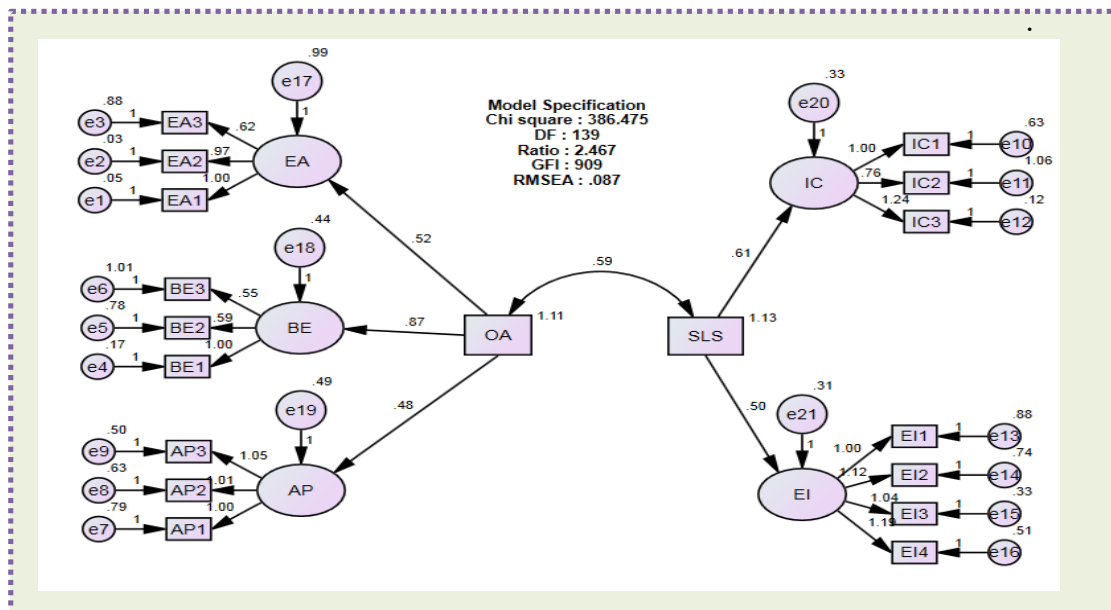 Model Specification
Chi square : 386.475
DF : 139
Ratio : 2.467
GFI : 909
RMSEA : .087
.99
e17
1
.88
e3
1
EA3
.62
.03
e2
1
EA2
.97
EA
.05
e1
1
EA1
1.00
.52
.44
e18
1
1.01
e6
1
BE3
.55
.78
e5
1
BE2
.59
BE
.17
e4
1
BE1
1.00
.87
.49
e19
1
.50
e9
1
AP3
1.05
.63
e8
1
AP2
1.01
AP
.79
e7
1
AP1
1.00
.48
OA
1.11
.59
SLS
1.13
.33
e20
1
IC
.61
1.00
IC1
1
e10
.63
.76
IC2
1
e11
1.06
1.24
IC3
1
e12
.12
.31
e21
1
EI
.50
1.00
EI1
1
e13
.88
1.12
EI2
1
e14
.74
1.04
EI3
1
e15
.33
1.19
EI4
1
e16
.51